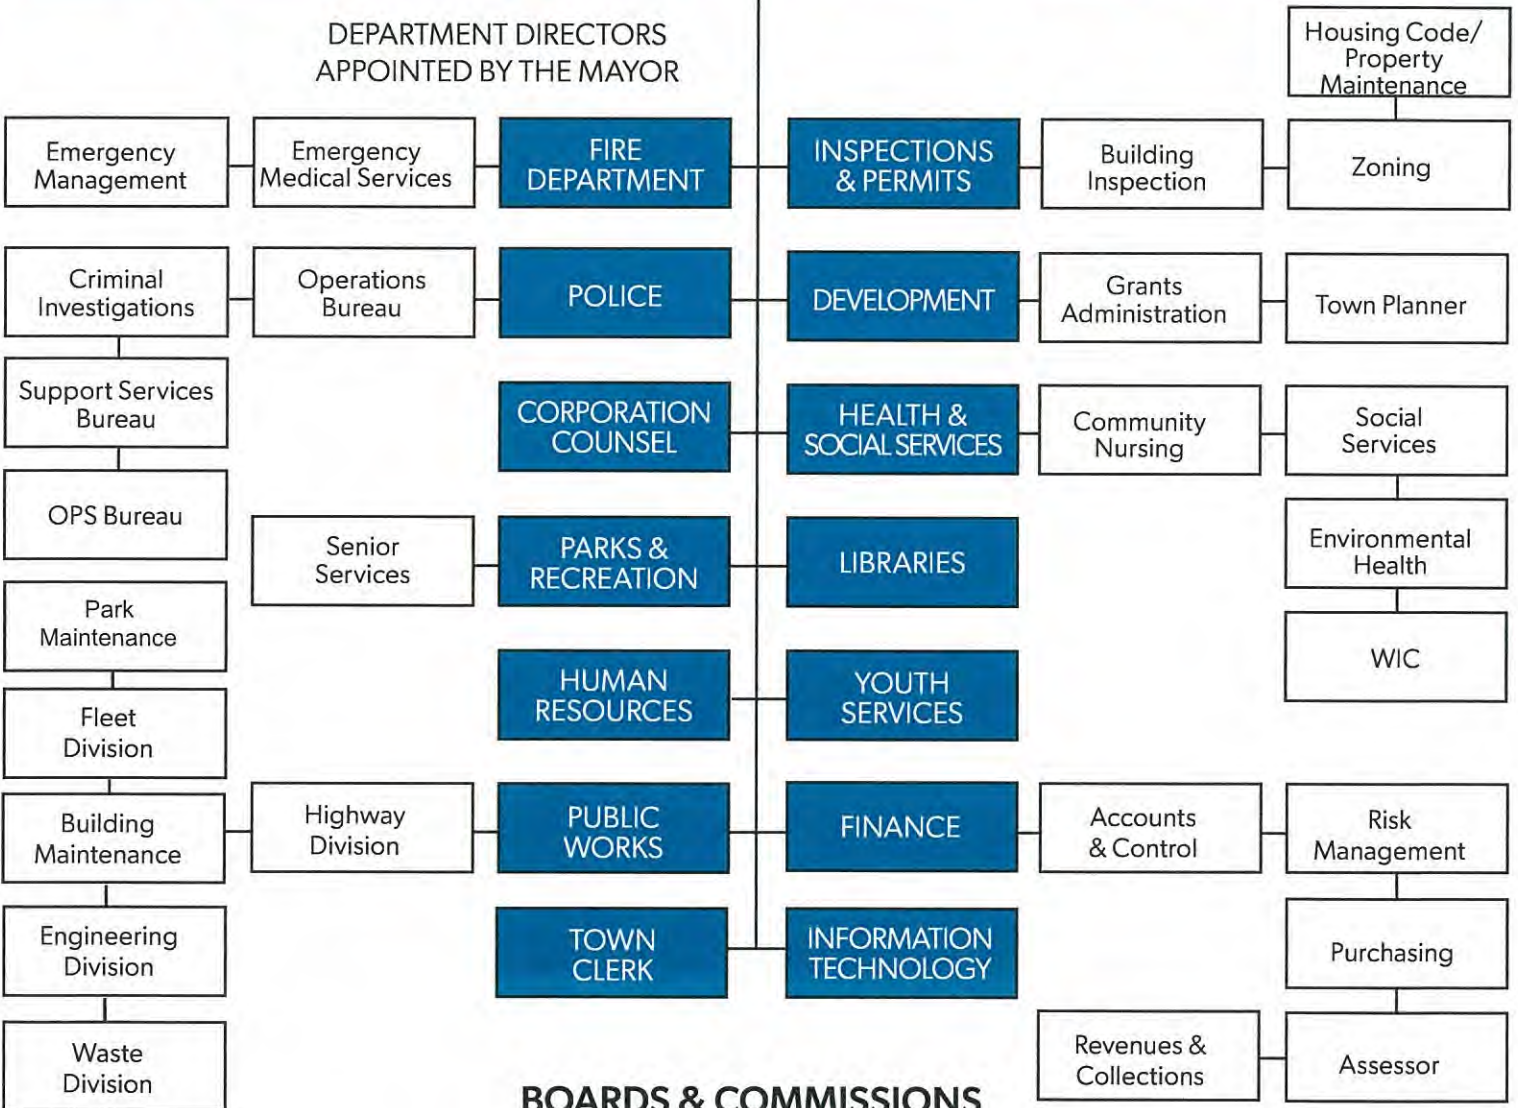 DEPARTMENT DIRECTORS
APPOINTED BY THE MAYOR
Housing Code/
Property
Maintenance
Emergency
Management
Emergency
Medical Services
FIRE
DEPARTMENT
INSPECTIONS
& PERMITS
Building
Inspection
Zoning
Criminal
Investigations
Operations
Bureau
POLICE
DEVELOPMENT
Grants
Administration
Town Planner
Support Services
Bureau
CORPORATION
COUNSEL
HEALTH &
SOCIAL SERVICES
Community
Nursing
Social
Services
OPS Bureau
Senior
Services
PARKS &
RECREATION
LIBRARIES
Environmental
Health
Park
Maintenance
HUMAN
RESOURCES
YOUTH
SERVICES
WIC
Fleet
Division
Building
Maintenance
Highway
Division
PUBLIC
WORKS
FINANCE
Accounts
& Control
Risk
Management
Engineering
Division
TOWN
CLERK
INFORMATION
TECHNOLOGY
Purchasing
Waste
Division
Revenues &
Collections
Assessor
BOARDS & COMMISSIONS